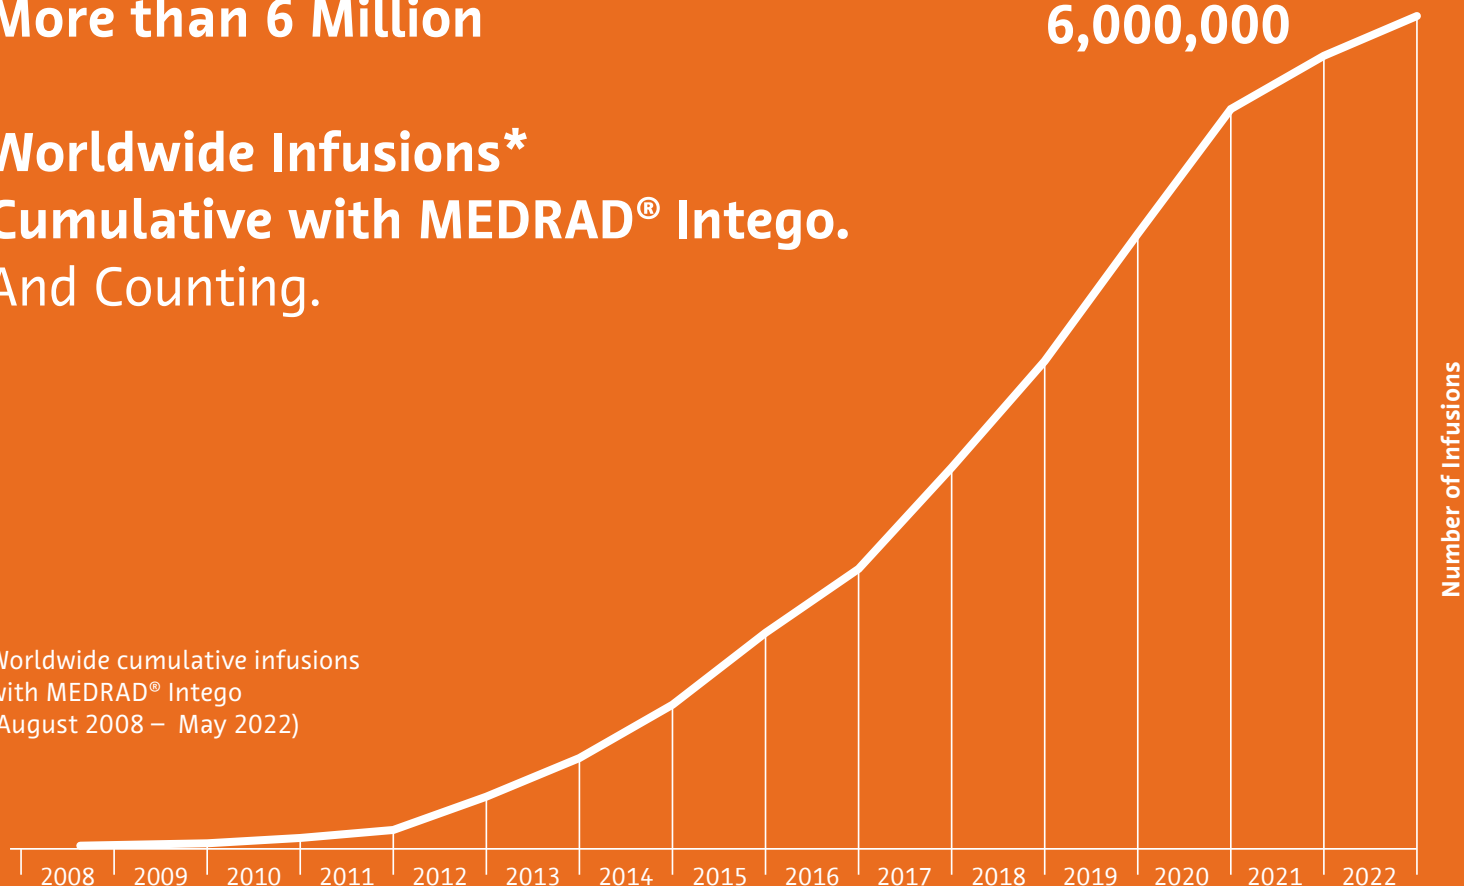 More than 6 Million
6,000,000
Worldwide Infusions*
Cumulative with MEDRAD® Intego.
And Counting.
Number of Infusions
Worldwide cumulative infusions
with MEDRAD® Intego
(August 2008 – May 2022)
2008 2009 2010 2011 2012 2013 2014 2015 2016 2017 2018 2019 2020 2021 2022